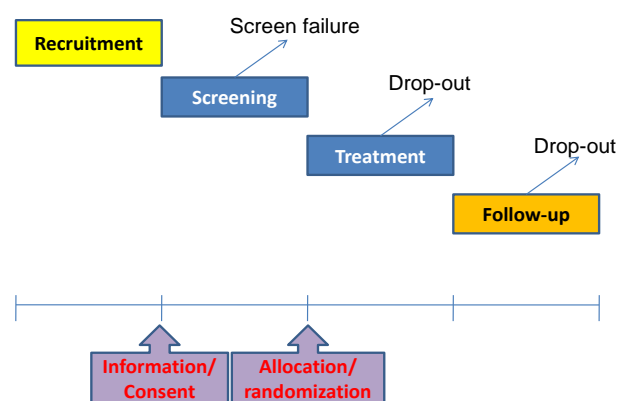 Screen failure
Recruitment
Drop-out
Screening
Drop-out
Treatment
Follow-up
Information/
Consent
Allocation/
randomization